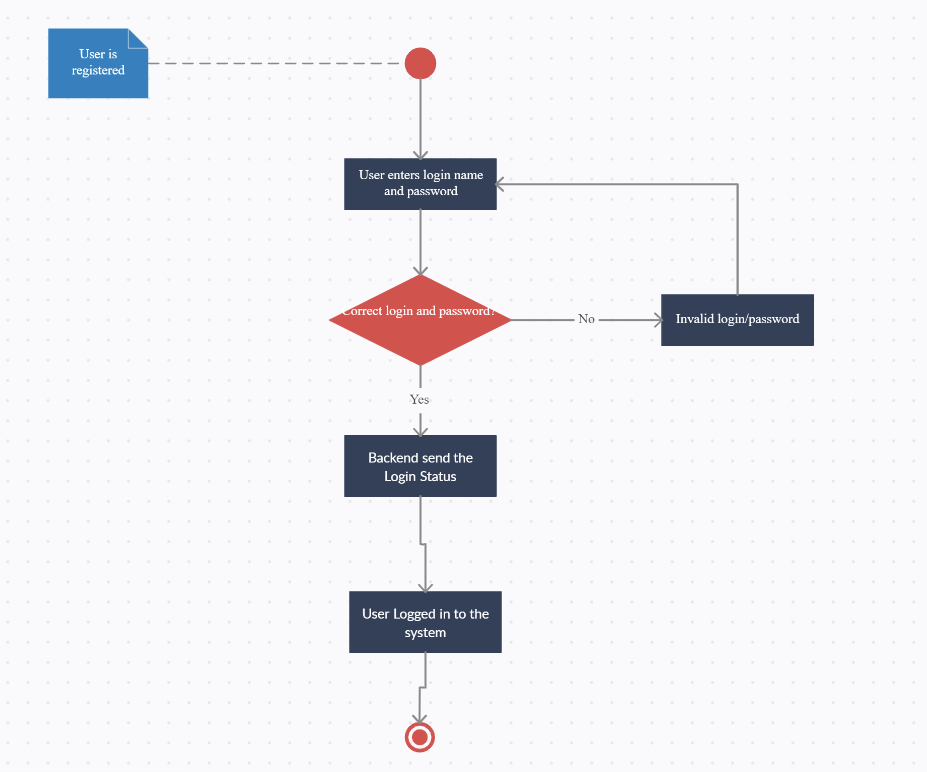 User is
registered
User enters login name
and password
Correct login and password?
No
Invalid login/password
Yes
Backend send the
Login Status
User Logged in to the
system